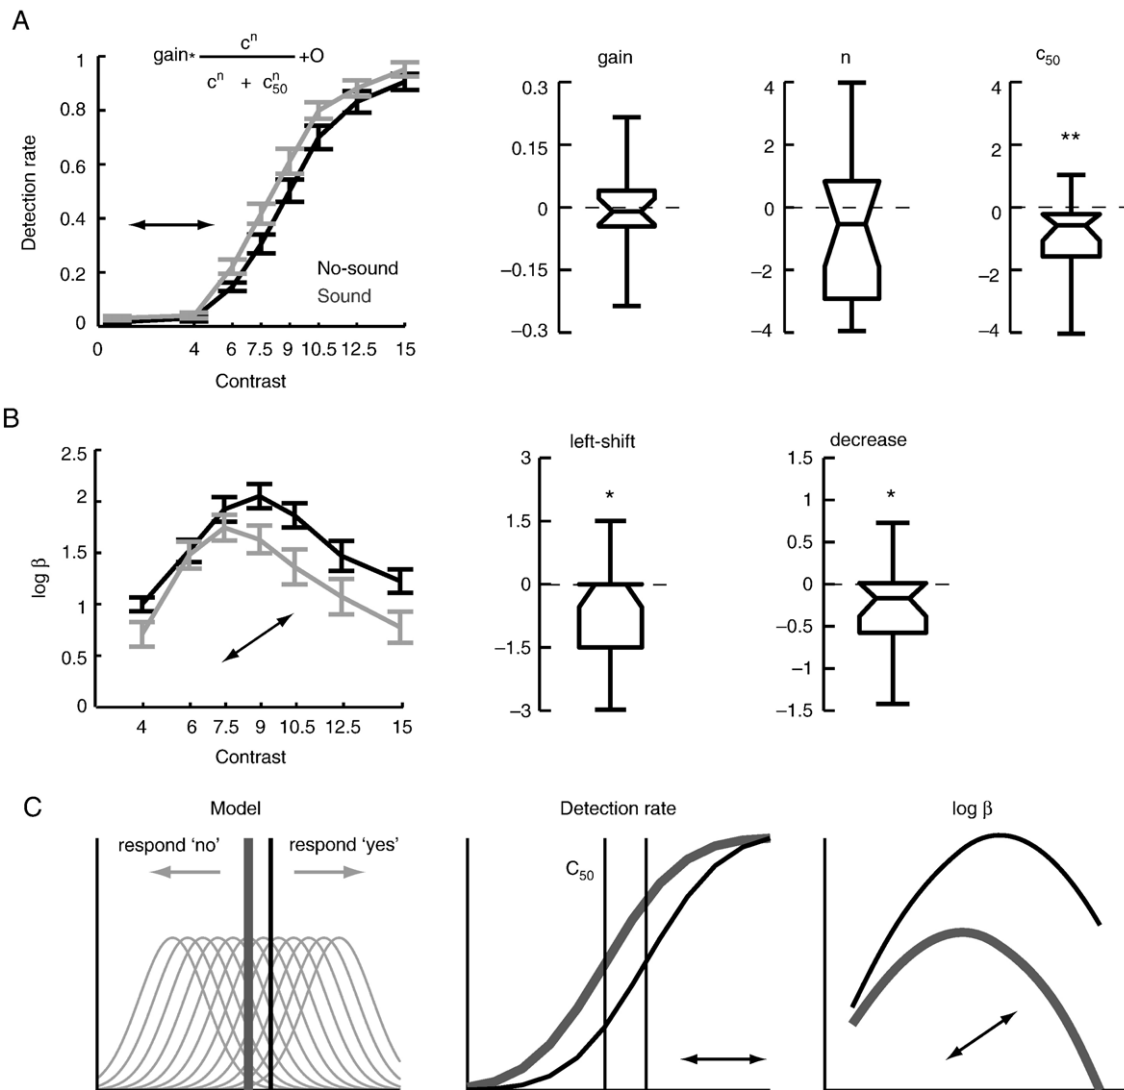 A
gain* cⁿ / cⁿ + cⁿ₅₀ +O
Detection rate
1
0.8
0.6
0.4
0.2
0
No-sound
Sound
0 4 6 7.5 9 10.5 12.5 15
Contrast
gain
0.3
0.15
0
−0.15
−0.3
n
4
2
0
−2
−4
c₅₀
**
4
2
0
−2
−4
B
log β
2.5
2
1.5
1
0.5
0
4 6 7.5 9 10.5 12.5 15
Contrast
left-shift
*
3
1.5
0
−1.5
−3
decrease
*
1.5
1
0.5
0
−0.5
−1
−1.5
C
Model
respond 'no' respond 'yes'
Detection rate
C₅₀
log β